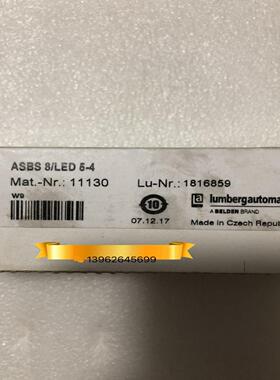 ASBS 8/LED 5-4
Mat.-Nr.: 11130
Lu-Nr.: 1816859
W9
10
07.12.17
lumbergautoma
A BELDEN BRAND
Made in Czech Repu
13962645699